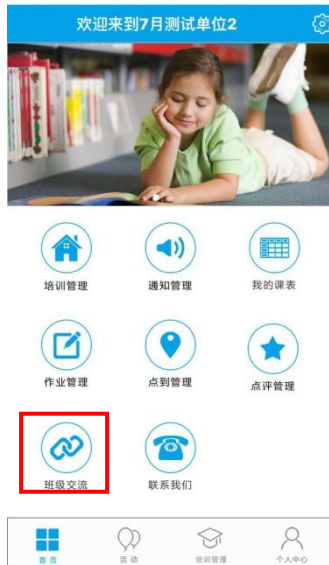 欢迎来到7月测试单位2
培训管理
通知管理
我的课表
作业管理
点到管理
点评管理
班级交流
联系我们
首页
活动
培训管理
个人中心